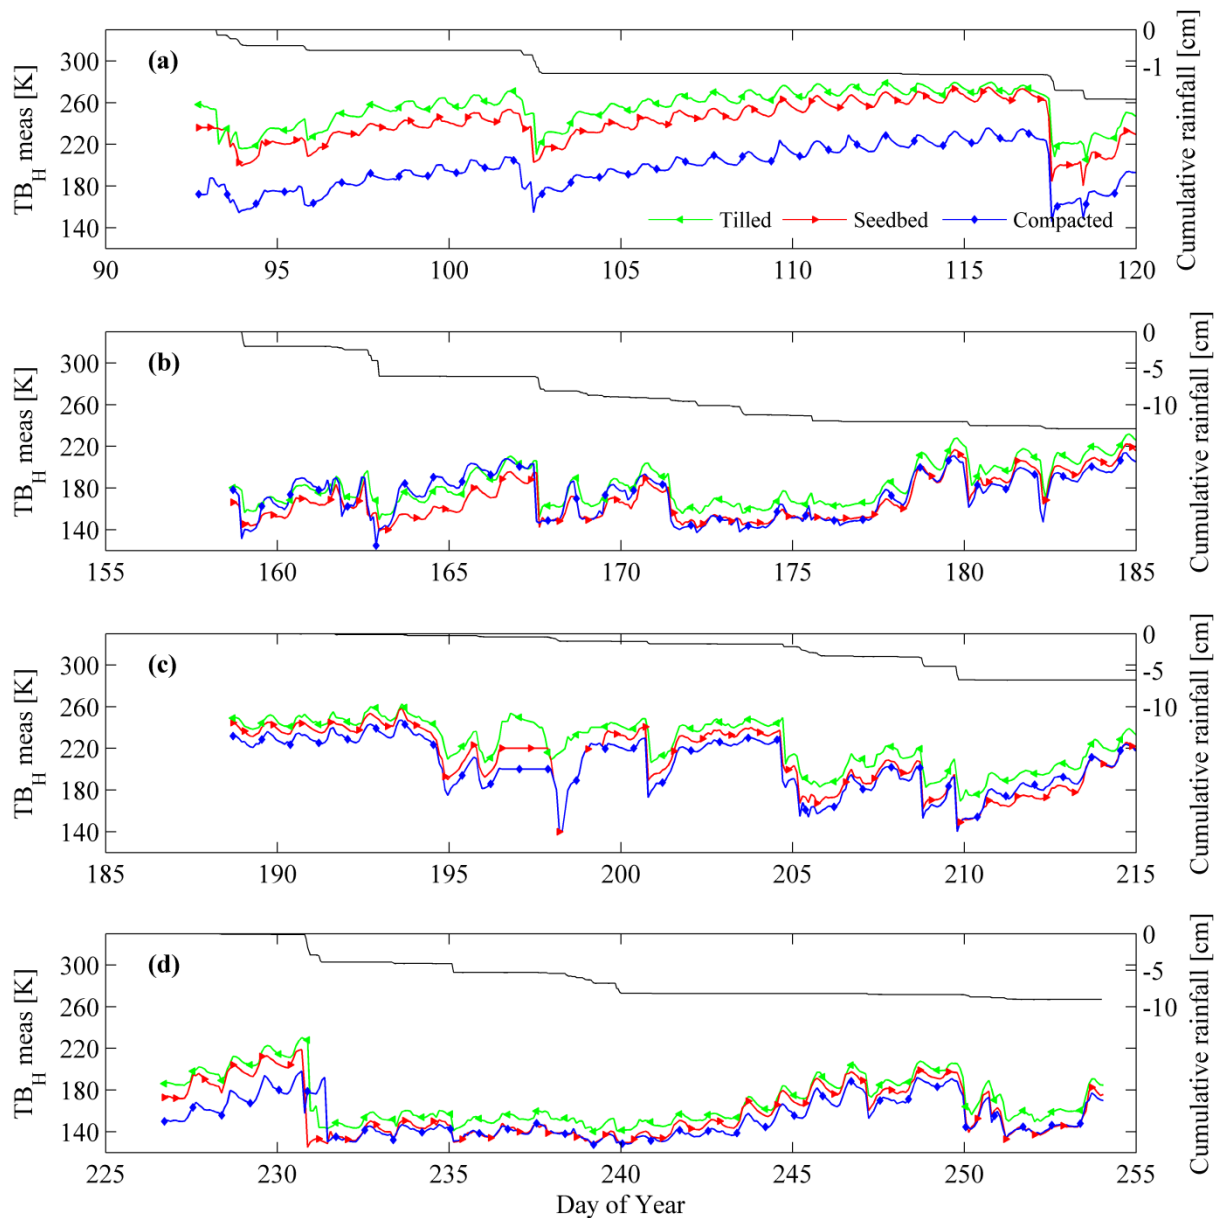 (a)
TB_H meas [K]
300
260
220
180
140
0
-1
Cumulative rainfall [cm]
Tilled Seedbed Compacted
90 95 100 105 110 115 120
(b)
TB_H meas [K]
300
260
220
180
140
0
-5
-10
Cumulative rainfall [cm]
155 160 165 170 175 180 185
(c)
TB_H meas [K]
300
260
220
180
140
0
-5
-10
Cumulative rainfall [cm]
185 190 195 200 205 210 215
(d)
TB_H meas [K]
300
260
220
180
140
0
-5
-10
Cumulative rainfall [cm]
225 230 235 240 245 250 255
Day of Year